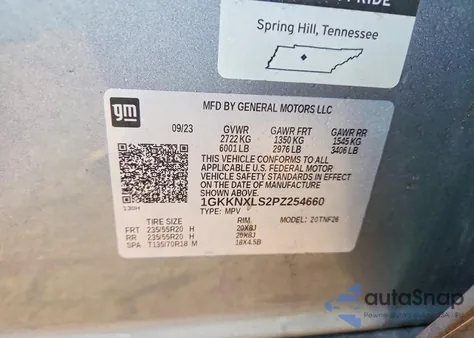 RIDE
Spring Hill, Tennessee
gm
MFD BY GENERAL MOTORS LLC
09/23 GVWR GAWR FRT GAWR RR
2722 KG 1350 KG 1545 KG
6001 LB 2976 LB 3406 LB
THIS VEHICLE CONFORMS TO ALL
APPLICABLE U.S. FEDERAL MOTOR
VEHICLE SAFETY STANDARDS IN EFFECT
ON THE DATE OF MANUFACTURE
SHOWN ABOVE.
1GKKNXLS2PZ254660
TYPE: MPV MODEL: 20TNF26
130H
TIRE SIZE RIM
FRT 235/55R20 H 20X8J
RR 235/55R20 H 20X8J
SPA T135/70R18 M 18X4.5B
autoSnap